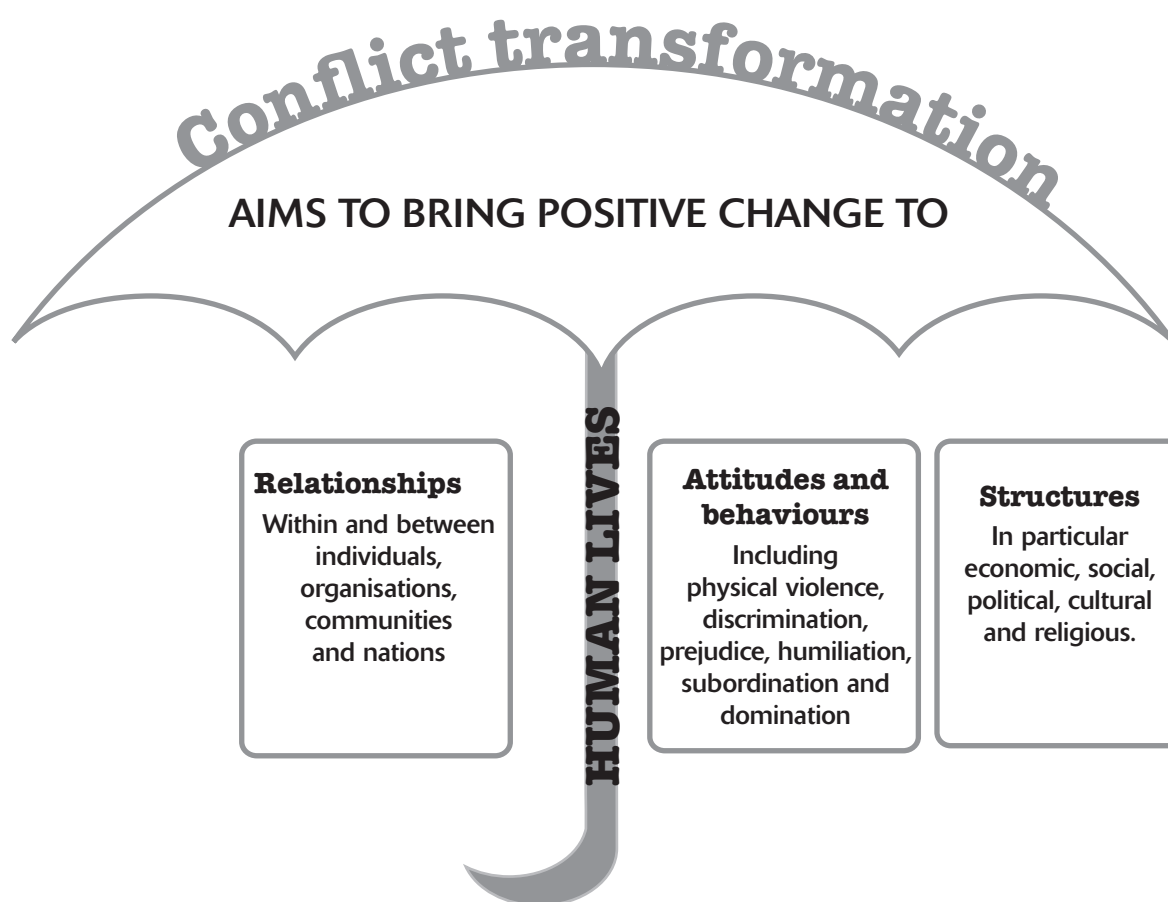 Conflict transformation
AIMS TO BRING POSITIVE CHANGE TO
HUMAN LIVES
Relationships
Within and between
individuals,
organisations,
communities
and nations
Attitudes and
behaviours
Including
physical violence,
discrimination,
prejudice, humiliation,
subordination and
domination
Structures
In particular
economic, social,
political, cultural
and religious.